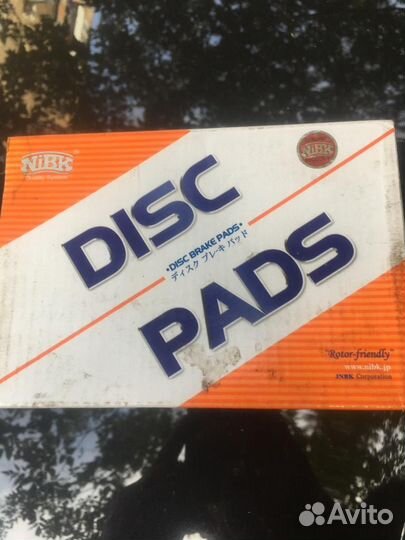 NiBK
DISC
•DISC BRAKE PADS•
ディスク ブレーキ パッド
PADS
NiBK
"Rotor-friendly"
www.nibk.jp
JNBK Corporation
Avito